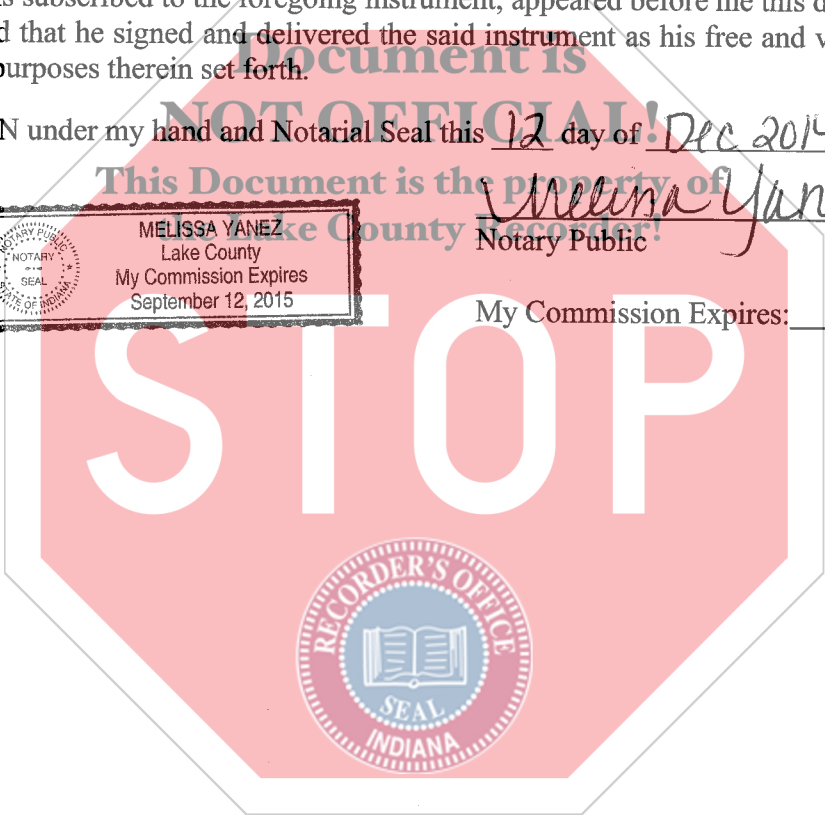 s subscribed to the foregoing instrument, appeared before me this d
d that he signed and delivered the said instrument as his free and v
purposes therein set forth.
Document is
NOT OFFICIAL!
This Document is the property of
the Lake County Recorder!
N under my hand and Notarial Seal this 12 day of Dec 2014
Melissa Yan
Notary Public
NOTARY PUBLIC
NOTARY
SEAL
STATE OF INDIANA
MELISSA YANEZ
Lake County
My Commission Expires
September 12, 2015
My Commission Expires:
STOP
RECORDER'S OFFICE
SEAL
INDIANA